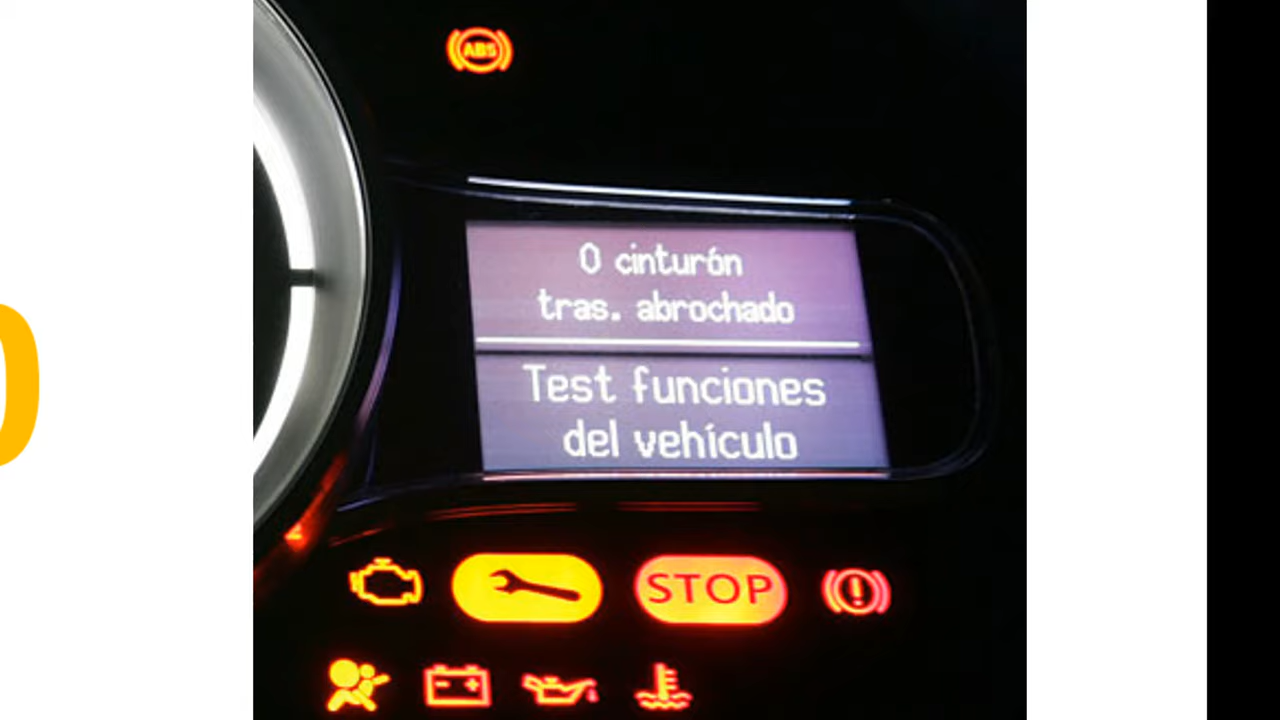 ABS
0 cinturón
tras. abrochado
Test funciones
del vehículo
STOP